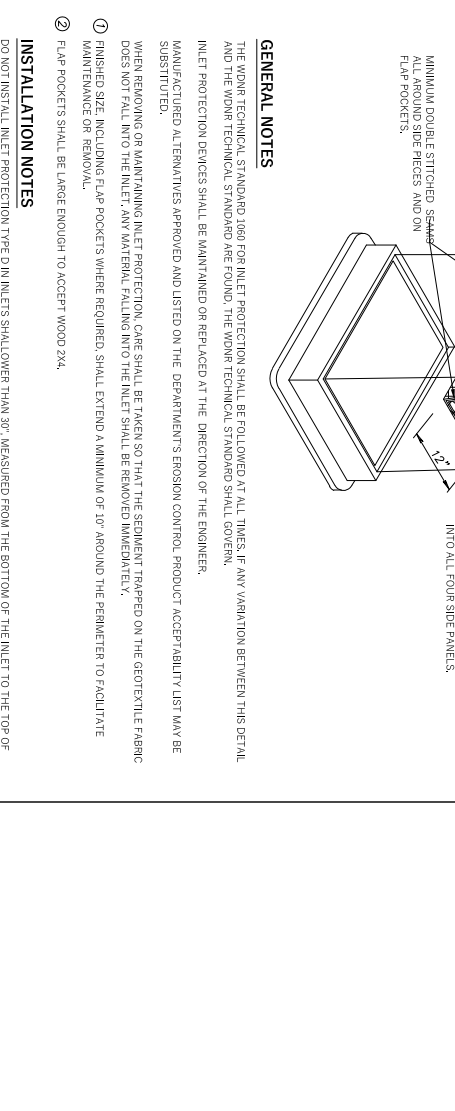 MINIMUM DOUBLE STITCHED SEAMS
ALL AROUND SIDE PIECES AND ON
FLAP POCKETS.
12"
INTO ALL FOUR SIDE PANELS.
GENERAL NOTES
THE WDNR TECHNICAL STANDARD 1060 FOR INLET PROTECTION SHALL BE FOLLOWED AT ALL TIMES. IF ANY VARIATION BETWEEN THIS DETAIL
AND THE WDNR TECHNICAL STANDARD ARE FOUND, THE WDNR TECHNICAL STANDARD SHALL GOVERN.
INLET PROTECTION DEVICES SHALL BE MAINTAINED OR REPLACED AT THE DIRECTION OF THE ENGINEER.
MANUFACTURED ALTERNATIVES APPROVED AND LISTED ON THE DEPARTMENT'S EROSION CONTROL PRODUCT ACCEPTABILITY LIST MAY BE
SUBSTITUTED.
WHEN REMOVING OR MAINTAINING INLET PROTECTION, CARE SHALL BE TAKEN SO THAT THE SEDIMENT TRAPPED ON THE GEOTEXTILE FABRIC
DOES NOT FALL INTO THE INLET. ANY MATERIAL FALLING INTO THE INLET SHALL BE REMOVED IMMEDIATELY.
① FINISHED SIZE, INCLUDING FLAP POCKETS WHERE REQUIRED, SHALL EXTEND A MINIMUM OF 10" AROUND THE PERIMETER TO FACILITATE
MAINTENANCE OR REMOVAL.
② FLAP POCKETS SHALL BE LARGE ENOUGH TO ACCEPT WOOD 2X4.
INSTALLATION NOTES
DO NOT INSTALL INLET PROTECTION TYPE D IN INLETS SHALLOWER THAN 30", MEASURED FROM THE BOTTOM OF THE INLET TO THE TOP OF